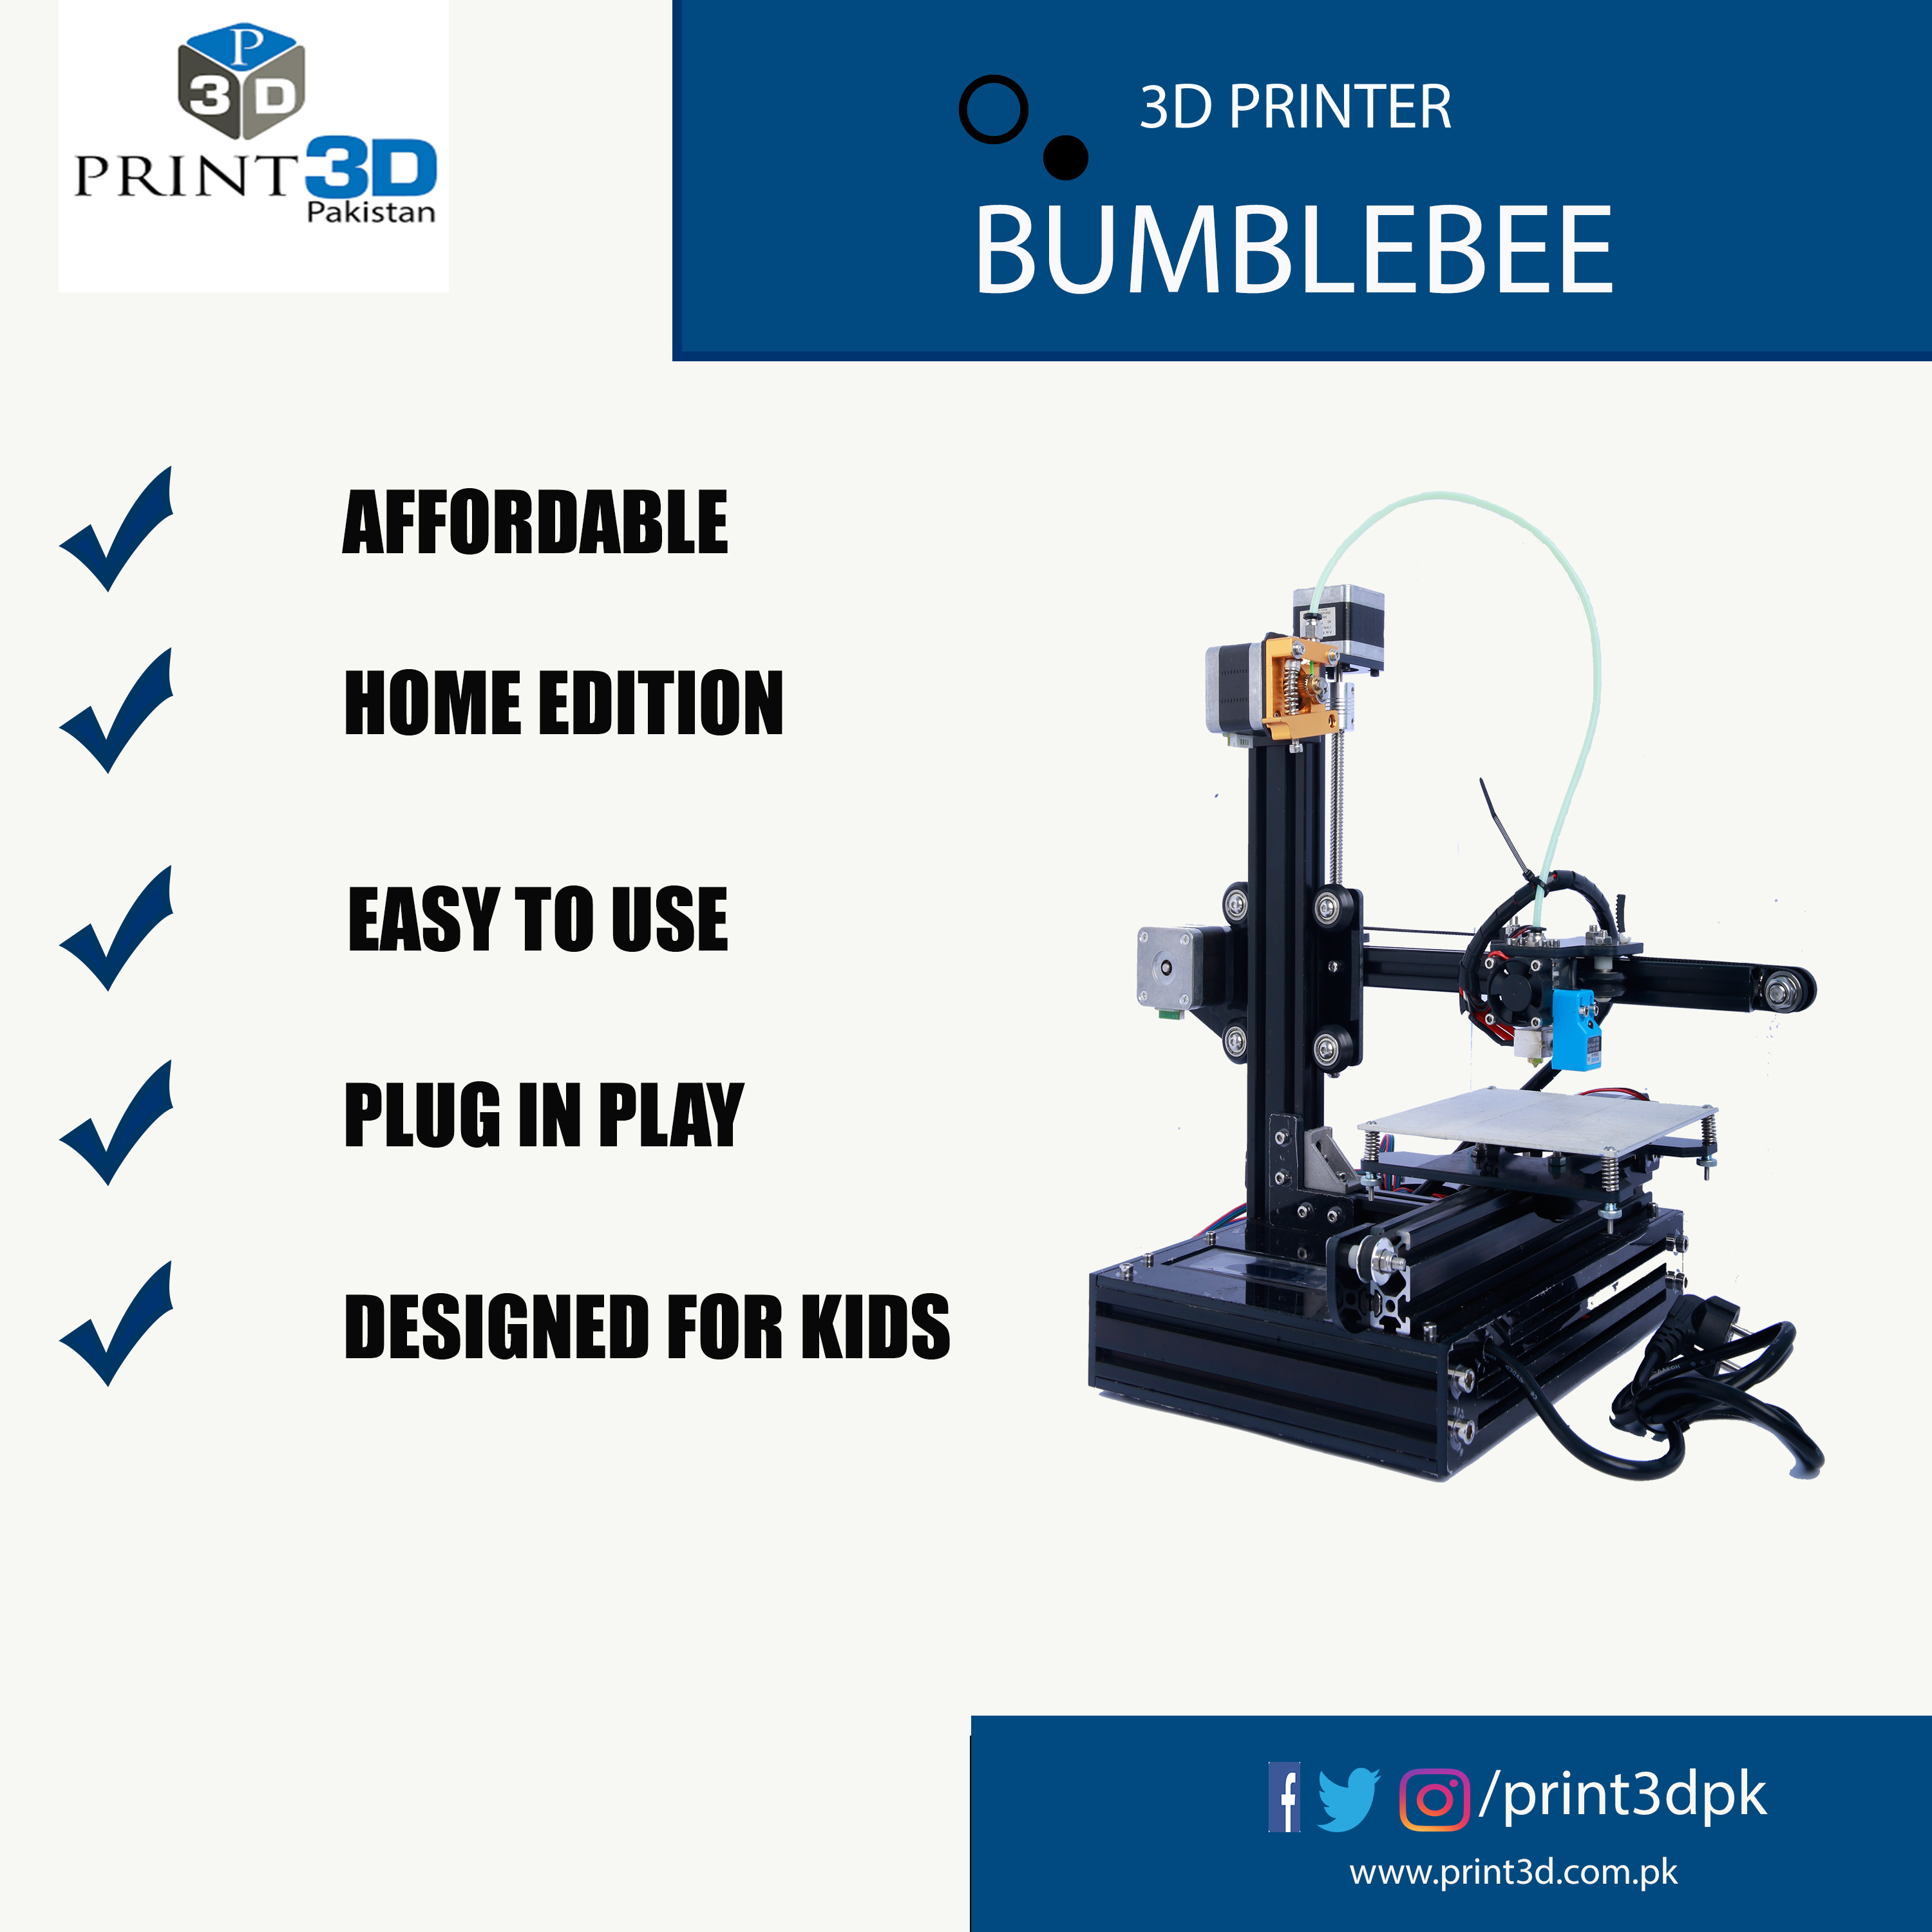 P
3D
PRINT3D
Pakistan
3D PRINTER
BUMBLEBEE
AFFORDABLE
HOME EDITION
EASY TO USE
PLUG IN PLAY
DESIGNED FOR KIDS
/print3dpk
www.print3d.com.pk